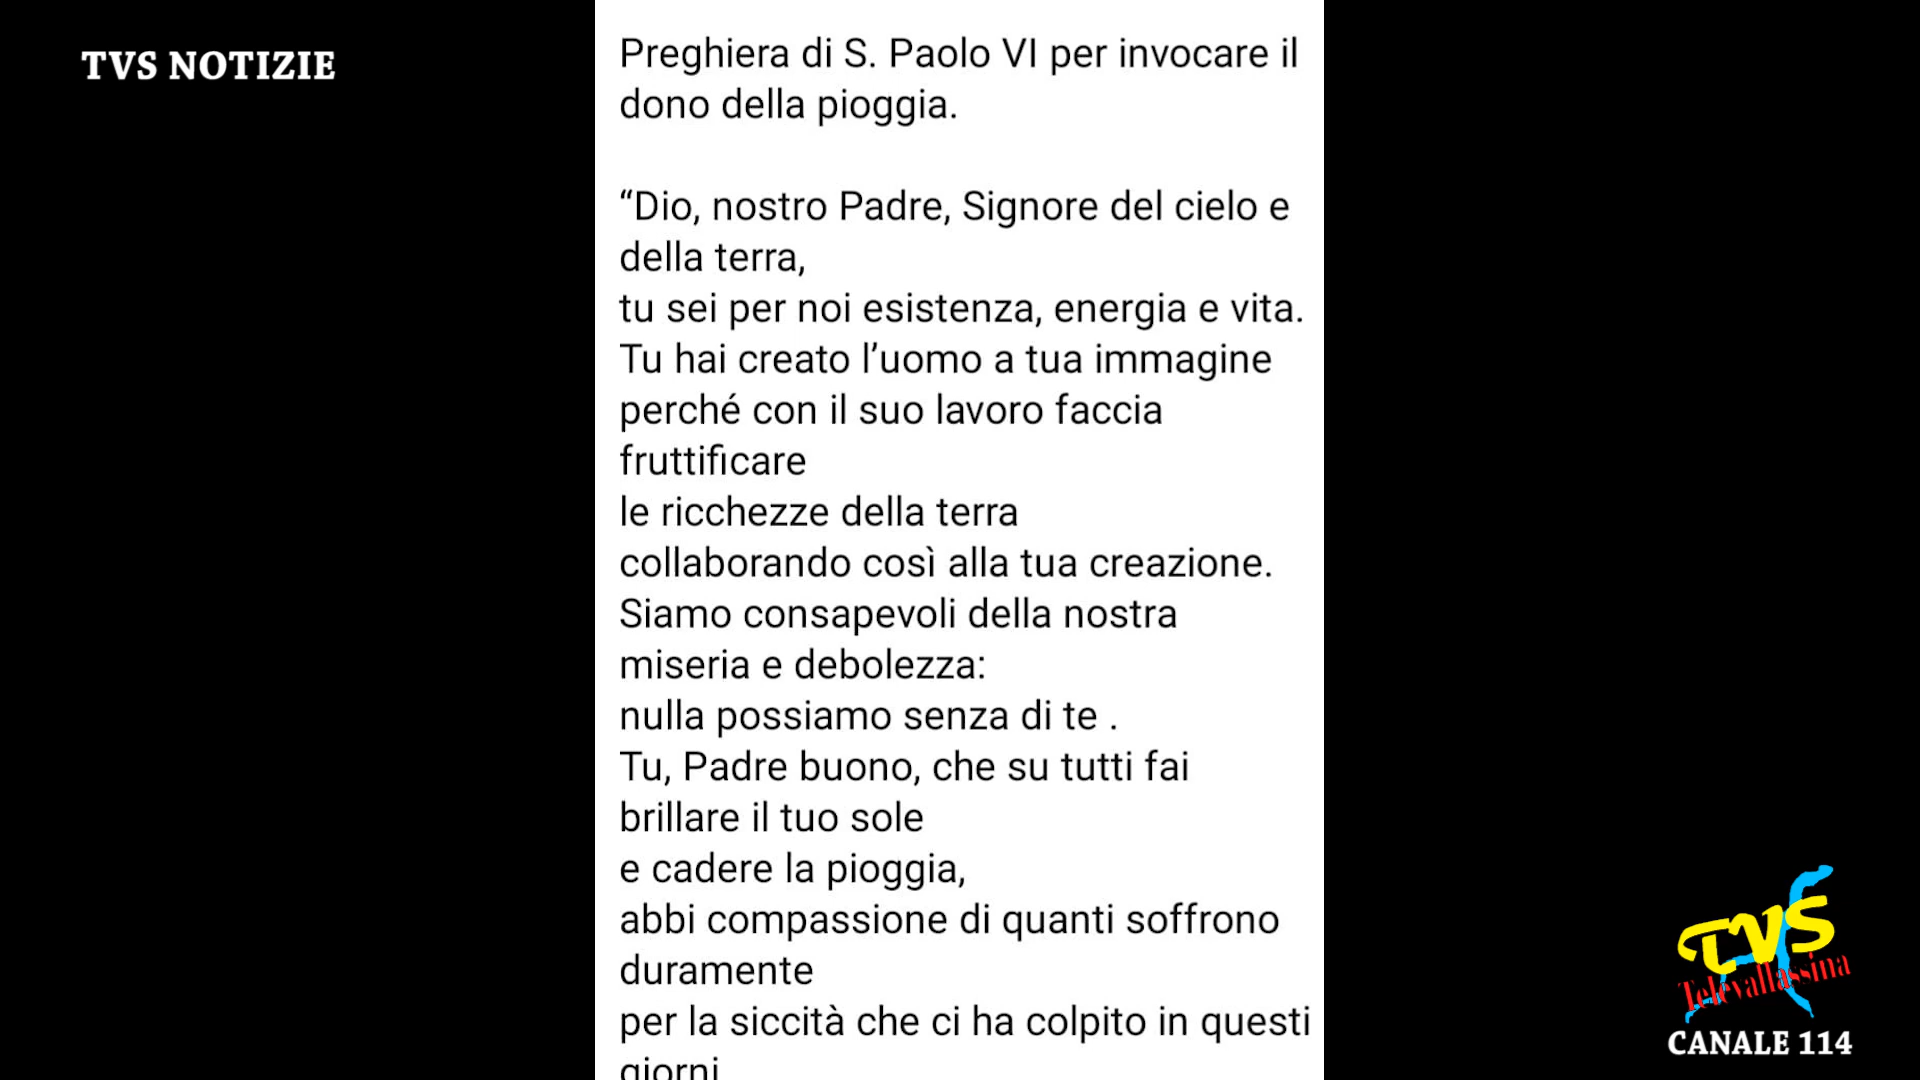 TVS NOTIZIE
Preghiera di S. Paolo VI per invocare il
dono della pioggia.
“Dio, nostro Padre, Signore del cielo e
della terra,
tu sei per noi esistenza, energia e vita.
Tu hai creato l’uomo a tua immagine
perché con il suo lavoro faccia
fruttificare
le ricchezze della terra
collaborando così alla tua creazione.
Siamo consapevoli della nostra
miseria e debolezza:
nulla possiamo senza di te .
Tu, Padre buono, che su tutti fai
brillare il tuo sole
e cadere la pioggia,
abbi compassione di quanti soffrono
duramente
per la siccità che ci ha colpito in questi
giorni
TVS
Televallassina
CANALE 114